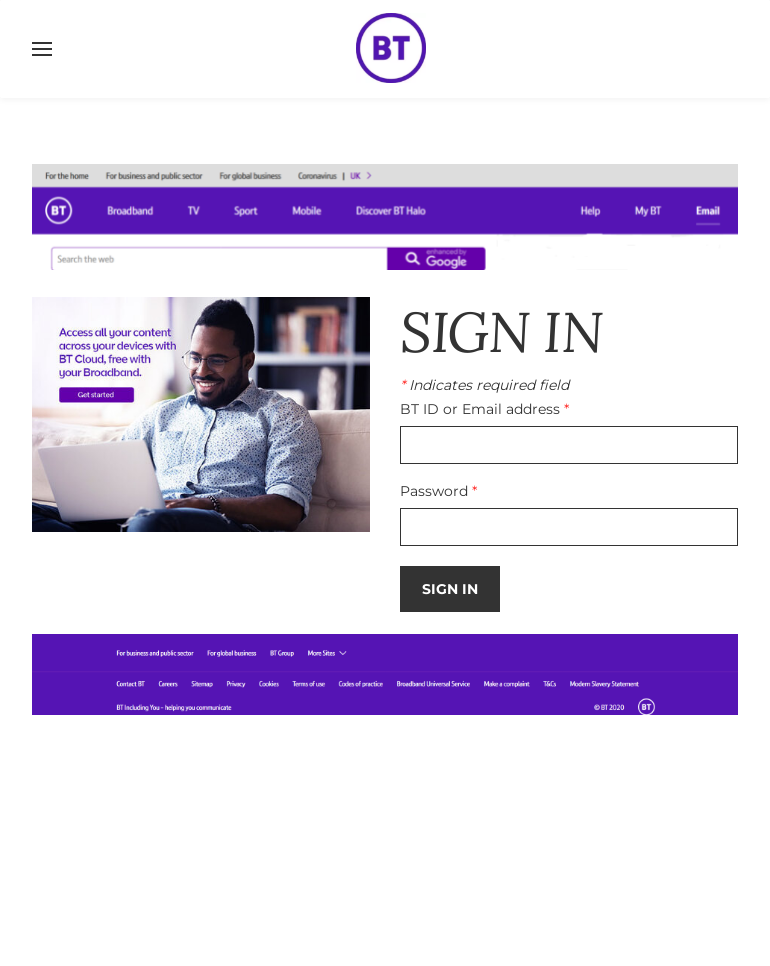 BT
For the home For business and public sector For global business Coronavirus | UK
BT Broadband TV Sport Mobile Discover BT Halo Help My BT Email
Search the web enhanced by Google
Access all your content
across your devices with
BT Cloud, free with
your Broadband.
Get started
SIGN IN
* Indicates required field
BT ID or Email address *
Password *
SIGN IN
For business and public sector For global business BT Group More Sites
Contact BT Careers Sitemap Privacy Cookies Terms of use Codes of practice Broadband Universal Service Make a complaint T&Cs Modern Slavery Statement
BT Including You - helping you communicate © BT 2020 BT